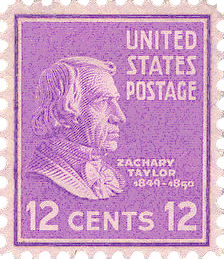 UNITED
STATES
POSTAGE
ZACHARY
TAYLOR
1849-1850
12 CENTS 12